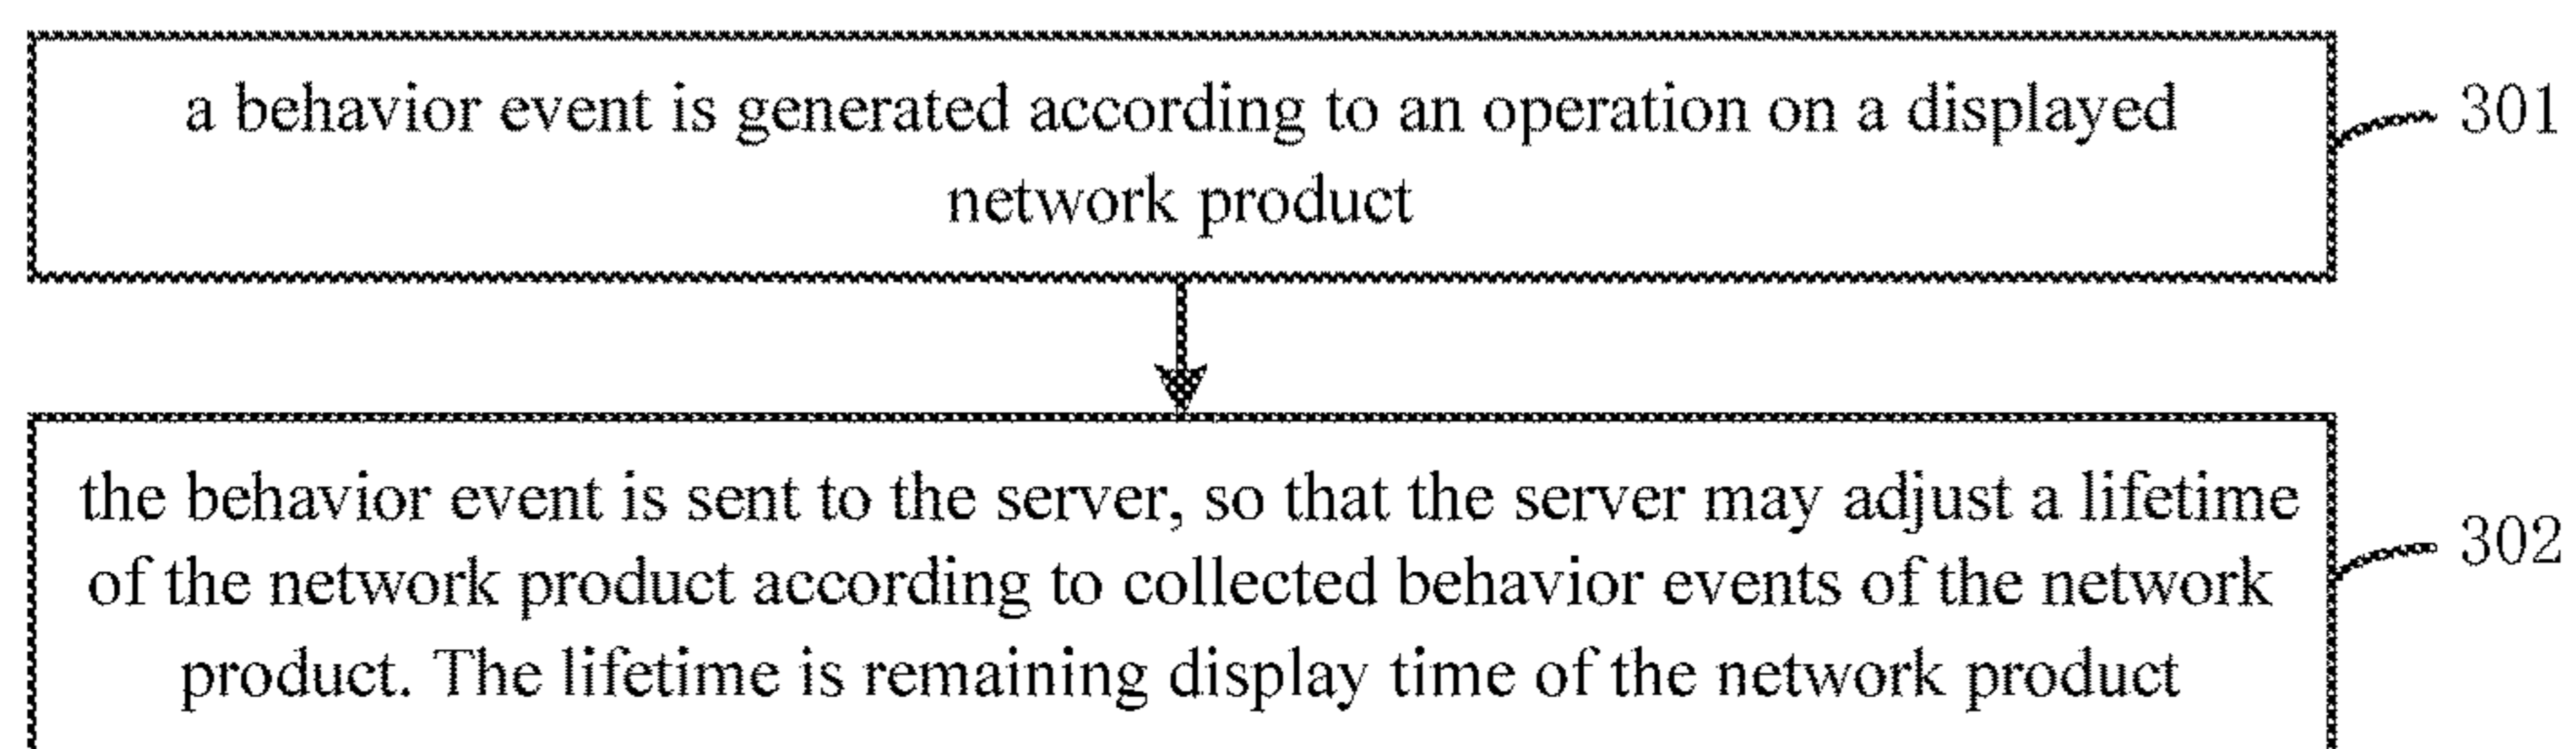 a behavior event is generated according to an operation on a displayed
network product
301
the behavior event is sent to the server, so that the server may adjust a lifetime
of the network product according to collected behavior events of the network
product. The lifetime is remaining display time of the network product
302